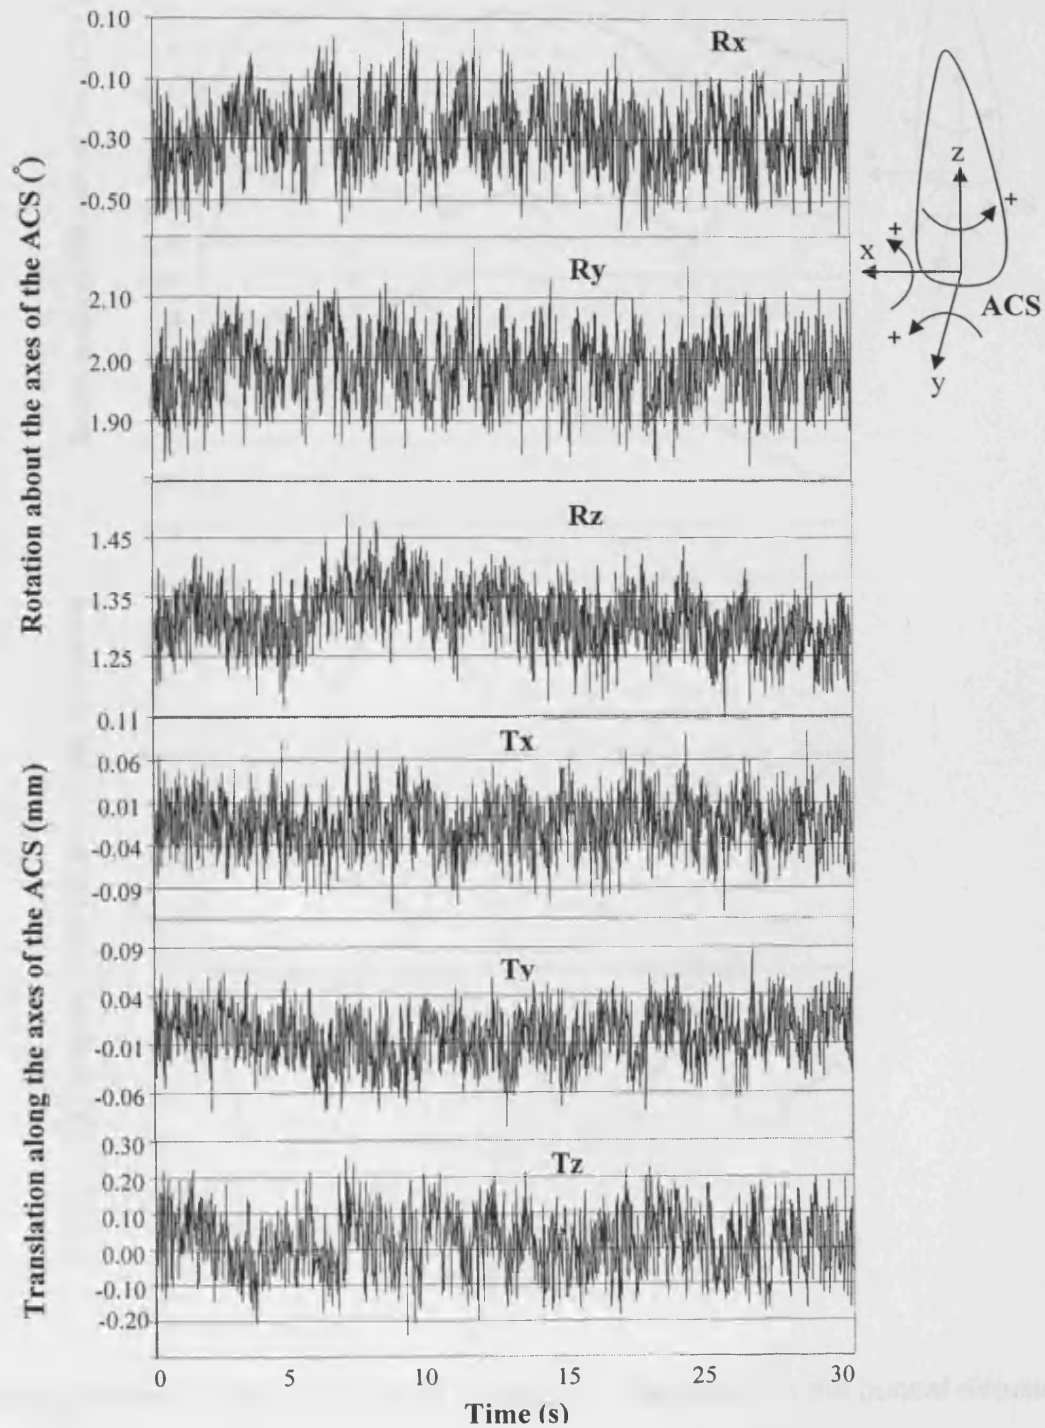 Rotation about the axes of the ACS (°)
0.10
-0.10
-0.30
-0.50
Rx
2.10
2.00
1.90
Ry
1.45
1.35
1.25
Rz
Translation along the axes of the ACS (mm)
0.11
0.06
0.01
-0.04
-0.09
Tx
0.09
0.04
-0.01
-0.06
Ty
0.30
0.20
0.10
0.00
-0.10
-0.20
Tz
0 5 10 15 25 30
Time (s)
z
+
+
x
ACS
+
y